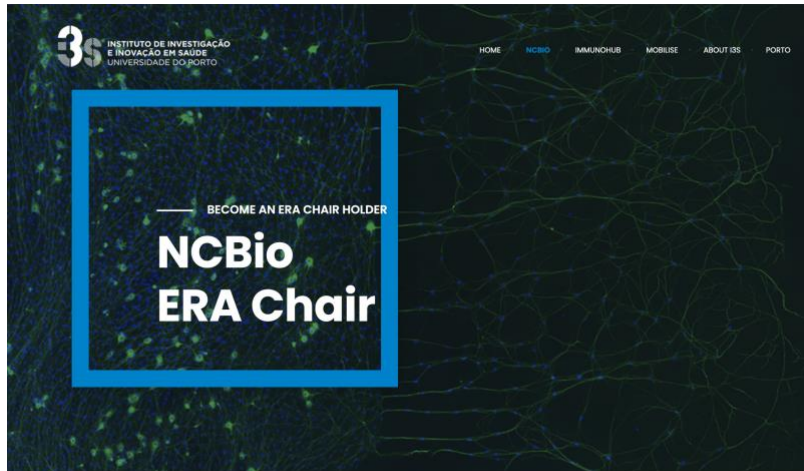 i3S
INSTITUTO DE INVESTIGAÇÃO
E INOVAÇÃO EM SAÚDE
UNIVERSIDADE DO PORTO
HOME NCBIO IMMUNOHUB MOBILISE ABOUT I3S PORTO
BECOME AN ERA CHAIR HOLDER
NCBio
ERA Chair